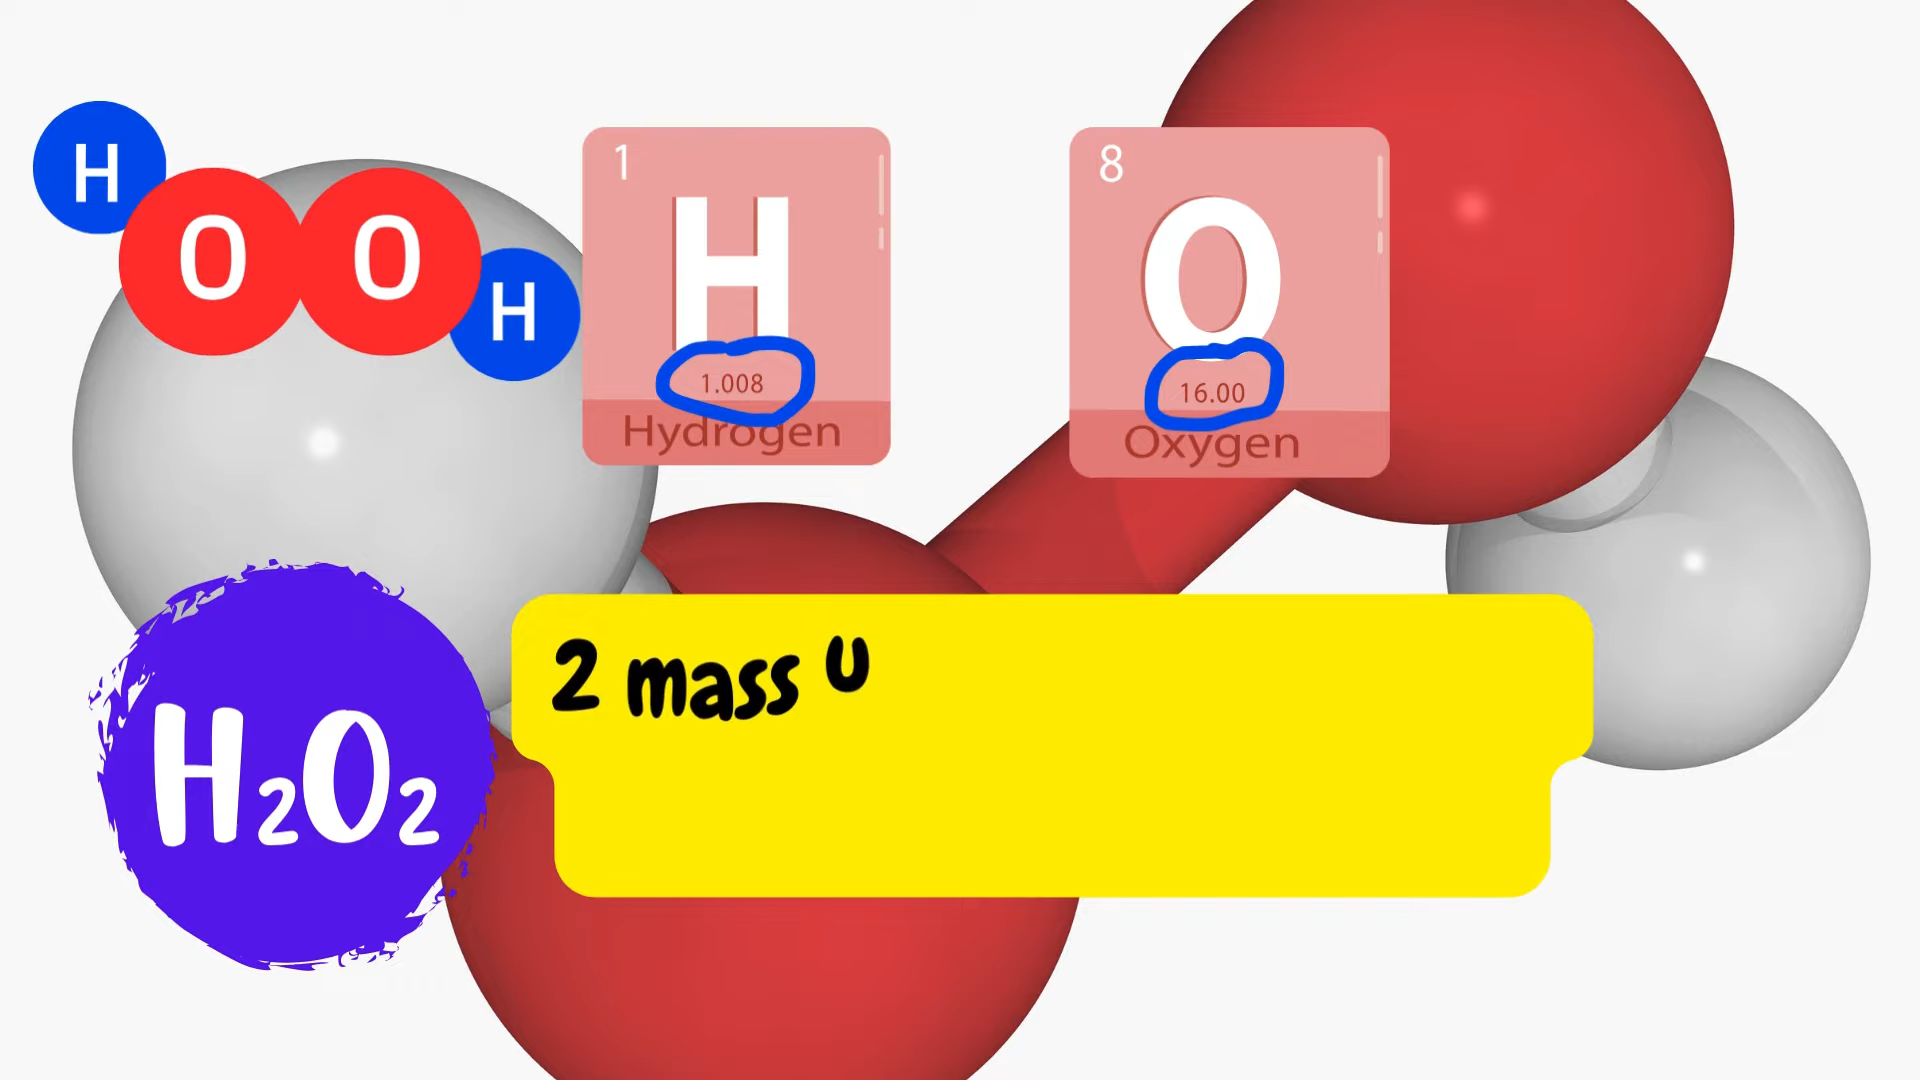 H
O O
H
1
H
1.008
Hydrogen
8
O
16.00
Oxygen
H₂O₂
2 mass U